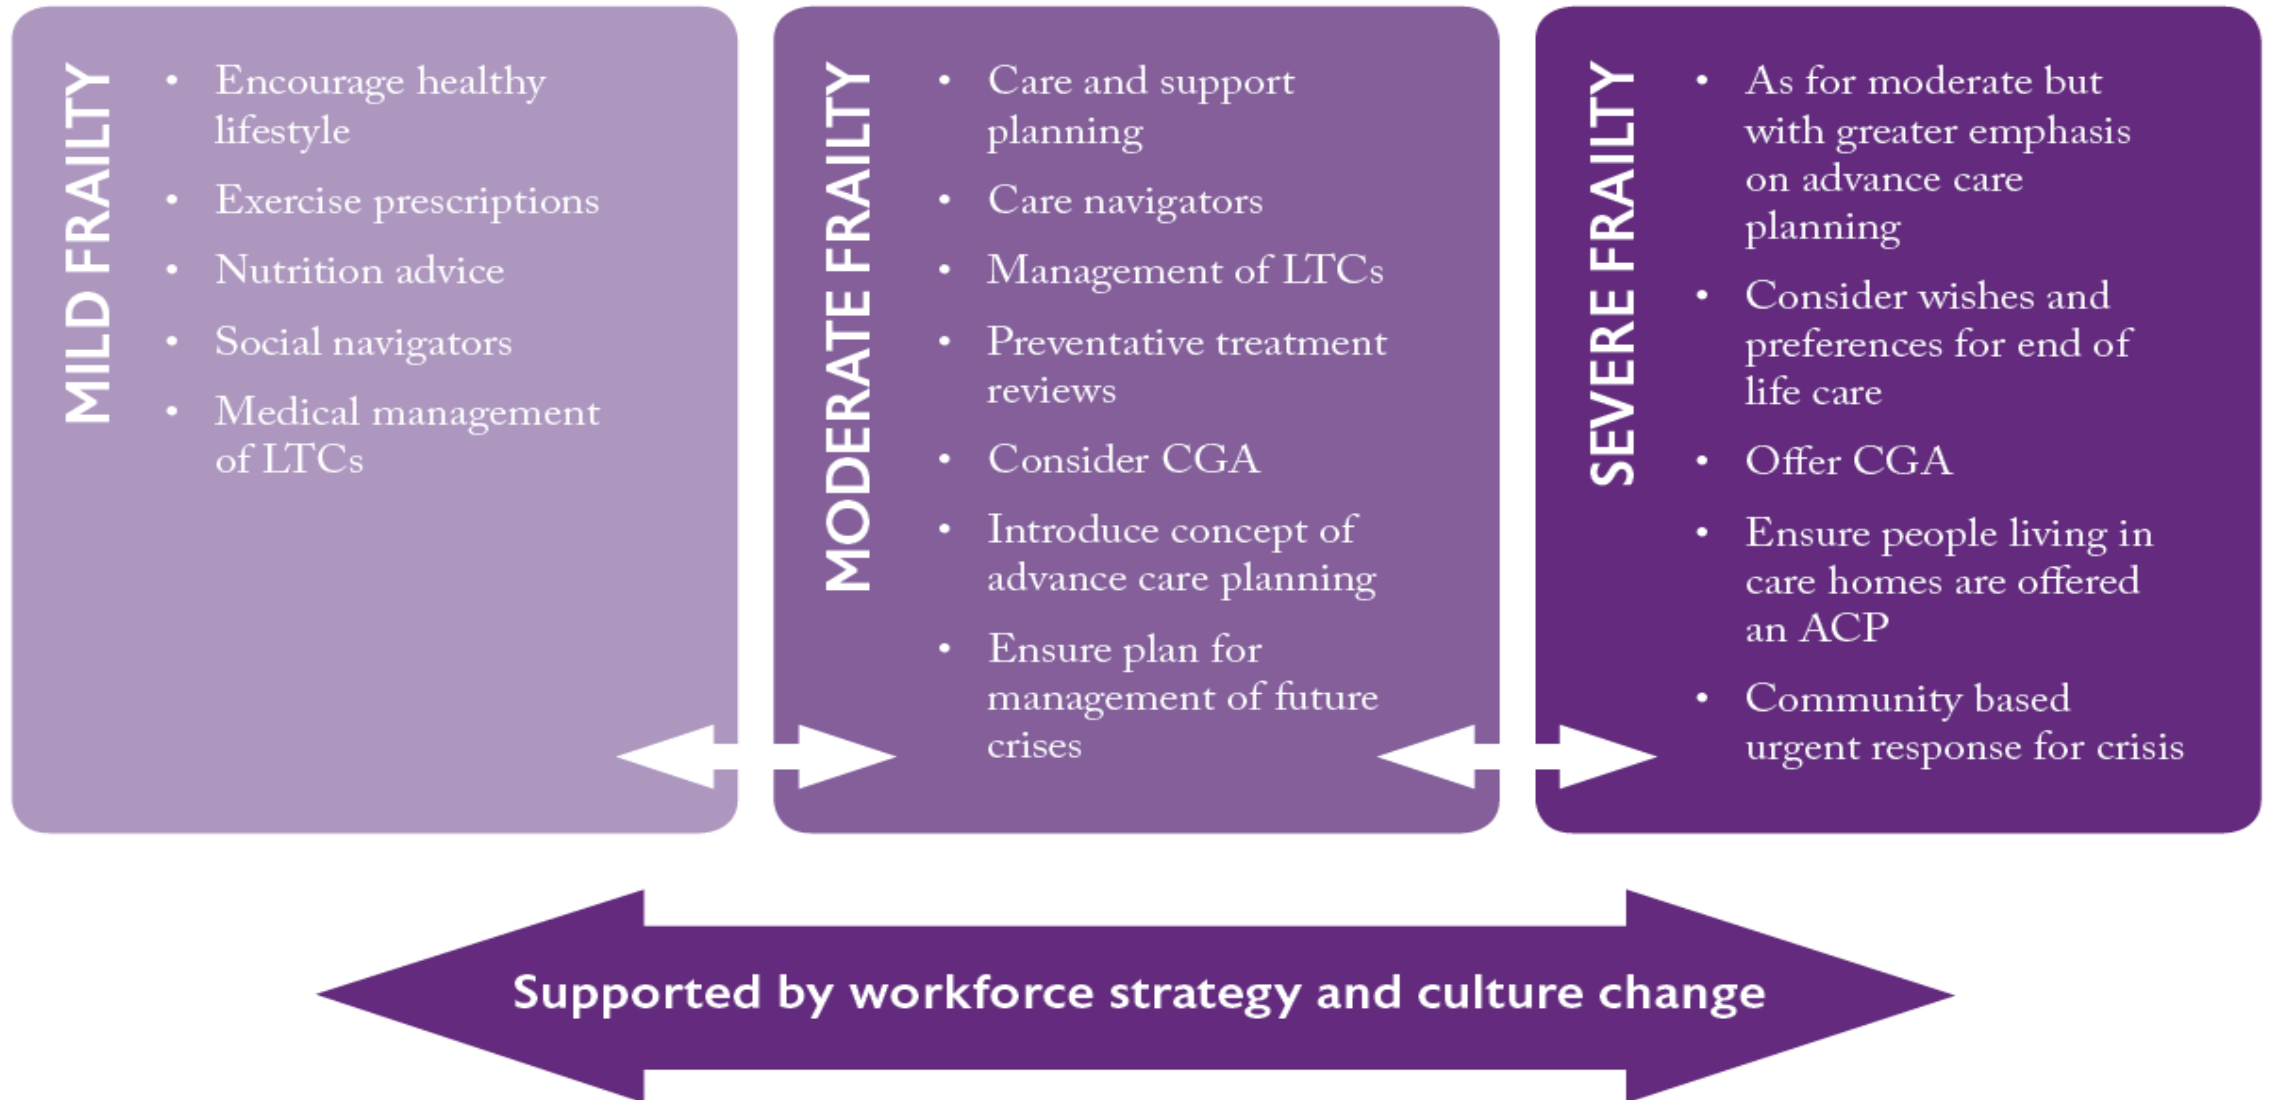 MILD FRAILTY
• Encourage healthy
lifestyle
• Exercise prescriptions
• Nutrition advice
• Social navigators
• Medical management
of LTCs
MODERATE FRAILTY
• Care and support
planning
• Care navigators
• Management of LTCs
• Preventative treatment
reviews
• Consider CGA
• Introduce concept of
advance care planning
• Ensure plan for
management of future
crises
SEVERE FRAILTY
• As for moderate but
with greater emphasis
on advance care
planning
• Consider wishes and
preferences for end of
life care
• Offer CGA
• Ensure people living in
care homes are offered
an ACP
• Community based
urgent response for crisis
Supported by workforce strategy and culture change